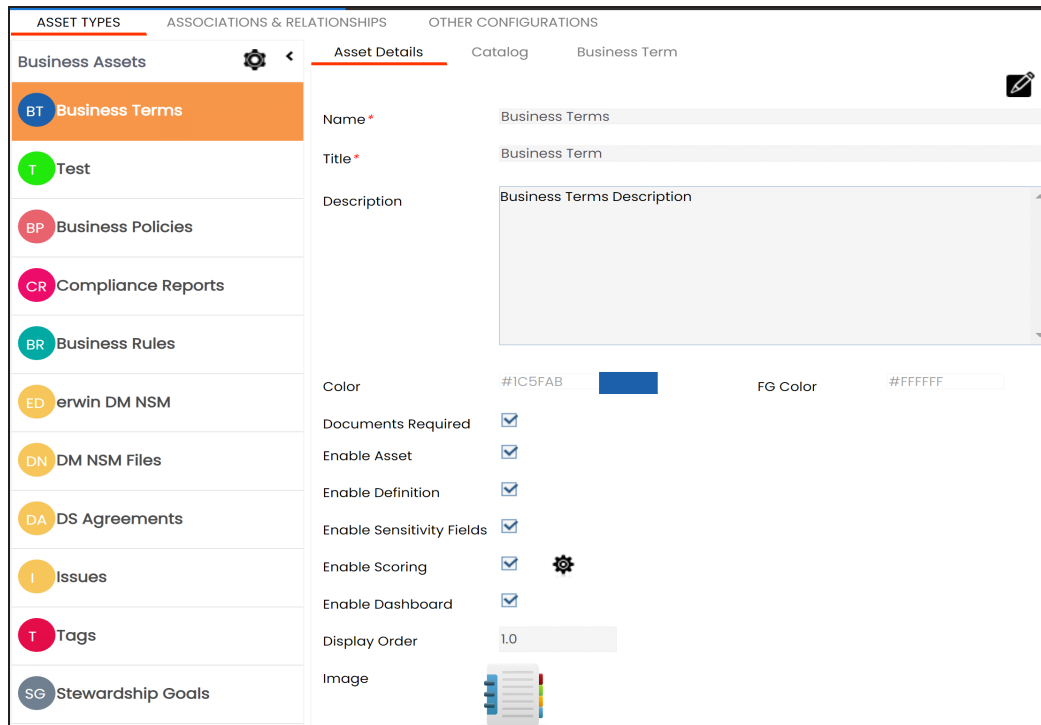 ASSET TYPES ASSOCIATIONS & RELATIONSHIPS OTHER CONFIGURATIONS
Business Assets
BT Business Terms
T Test
BP Business Policies
CR Compliance Reports
BR Business Rules
ED erwin DM NSM
DN DM NSM Files
DA DS Agreements
I Issues
T Tags
SG Stewardship Goals
Asset Details Catalog Business Term
Name* Business Terms
Title* Business Term
Description Business Terms Description
Color #1C5FAB FG Color #FFFFFF
Documents Required
Enable Asset
Enable Definition
Enable Sensitivity Fields
Enable Scoring
Enable Dashboard
Display Order 1.0
Image